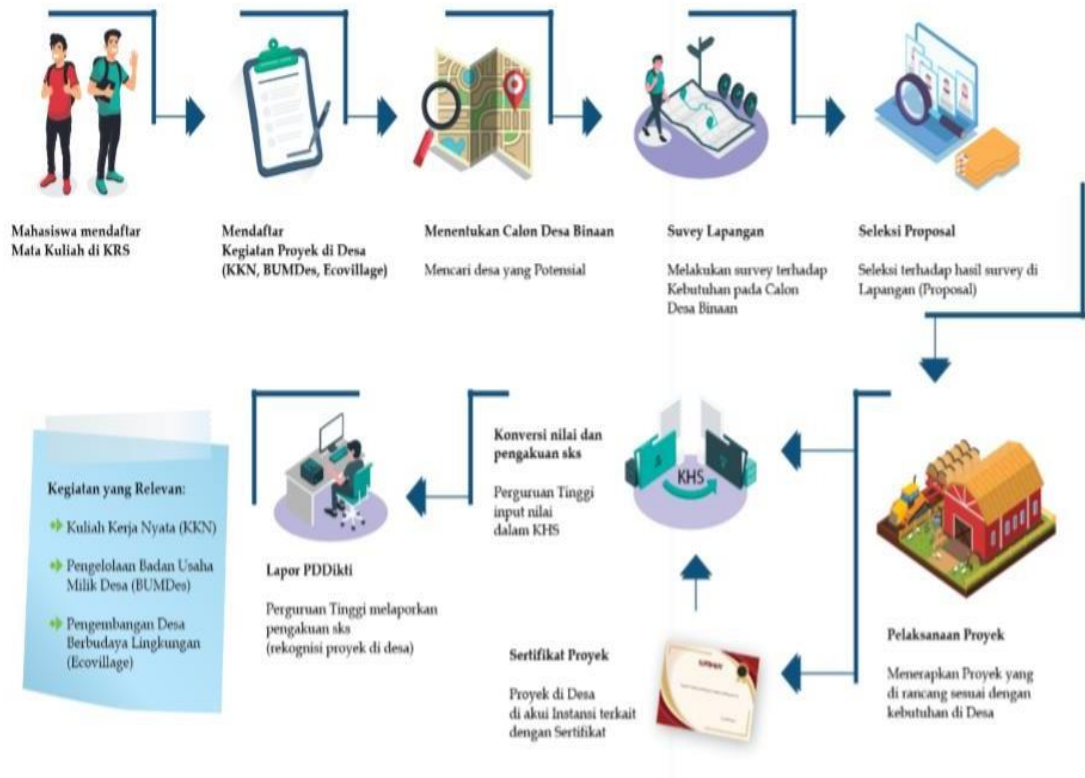 Mahasiswa mendaftar
Mata Kuliah di KRS
Mendaftar
Kegiatan Proyek di Desa
(KKN, BUMDes, Ecovillage)
Menentukan Calon Desa Binaan
Mencari desa yang Potensial
Suvey Lapangan
Melakukan survey terhadap
Kebutuhan pada Calon
Desa Binaan
Seleksi Proposal
Seleksi terhadap hasil survey di
Lapangan (Proposal)
Pelaksanaan Proyek
Menerapkan Proyek yang
di rancang sesuai dengan
kebutuhan di Desa
KHS
Sertifikat Proyek
Proyek di Desa
di akui Instansi terkait
dengan Sertifikat
Konversi nilai dan
pengakuan sks
Perguruan Tinggi
input nilai
dalam KHS
Lapor PDDikti
Perguruan Tinggi melaporkan
pengakuan sks
(rekognisi proyek di desa)
Kegiatan yang Relevan:
Kuliah Kerja Nyata (KKN)
Pengelolaan Badan Usaha
Milik Desa (BUMDes)
Pengembangan Desa
Berbudaya Lingkungan
(Ecovillage)